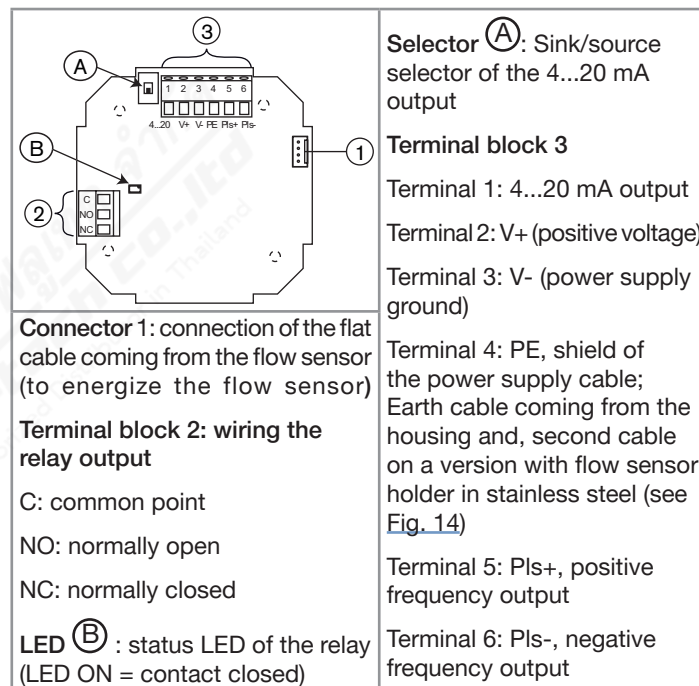 3
A
1 2 3 4 5 6
4...20 V+ V- PE Pls+ Pls-
B
1
2
C
NO
NC
Connector 1: connection of the flat
cable coming from the flow sensor
(to energize the flow sensor)
Terminal block 2: wiring the
relay output
C: common point
NO: normally open
NC: normally closed
LED B : status LED of the relay
(LED ON = contact closed)
Selector A: Sink/source
selector of the 4...20 mA
output
Terminal block 3
Terminal 1: 4...20 mA output
Terminal 2: V+ (positive voltage)
Terminal 3: V- (power supply
ground)
Terminal 4: PE, shield of
the power supply cable;
Earth cable coming from the
housing and, second cable
on a version with flow sensor
holder in stainless steel (see
Fig. 14)
Terminal 5: Pls+, positive
frequency output
Terminal 6: Pls-, negative
frequency output